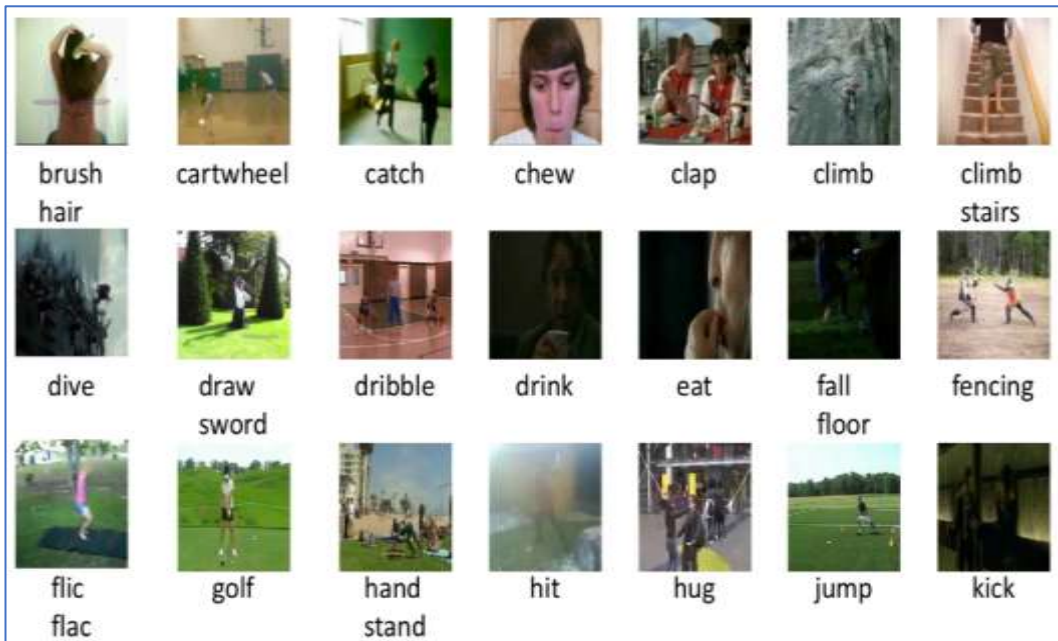 brush hair
cartwheel
catch
chew
clap
climb
climb stairs
dive
draw sword
dribble
drink
eat
fall floor
fencing
flic flac
golf
hand stand
hit
hug
jump
kick